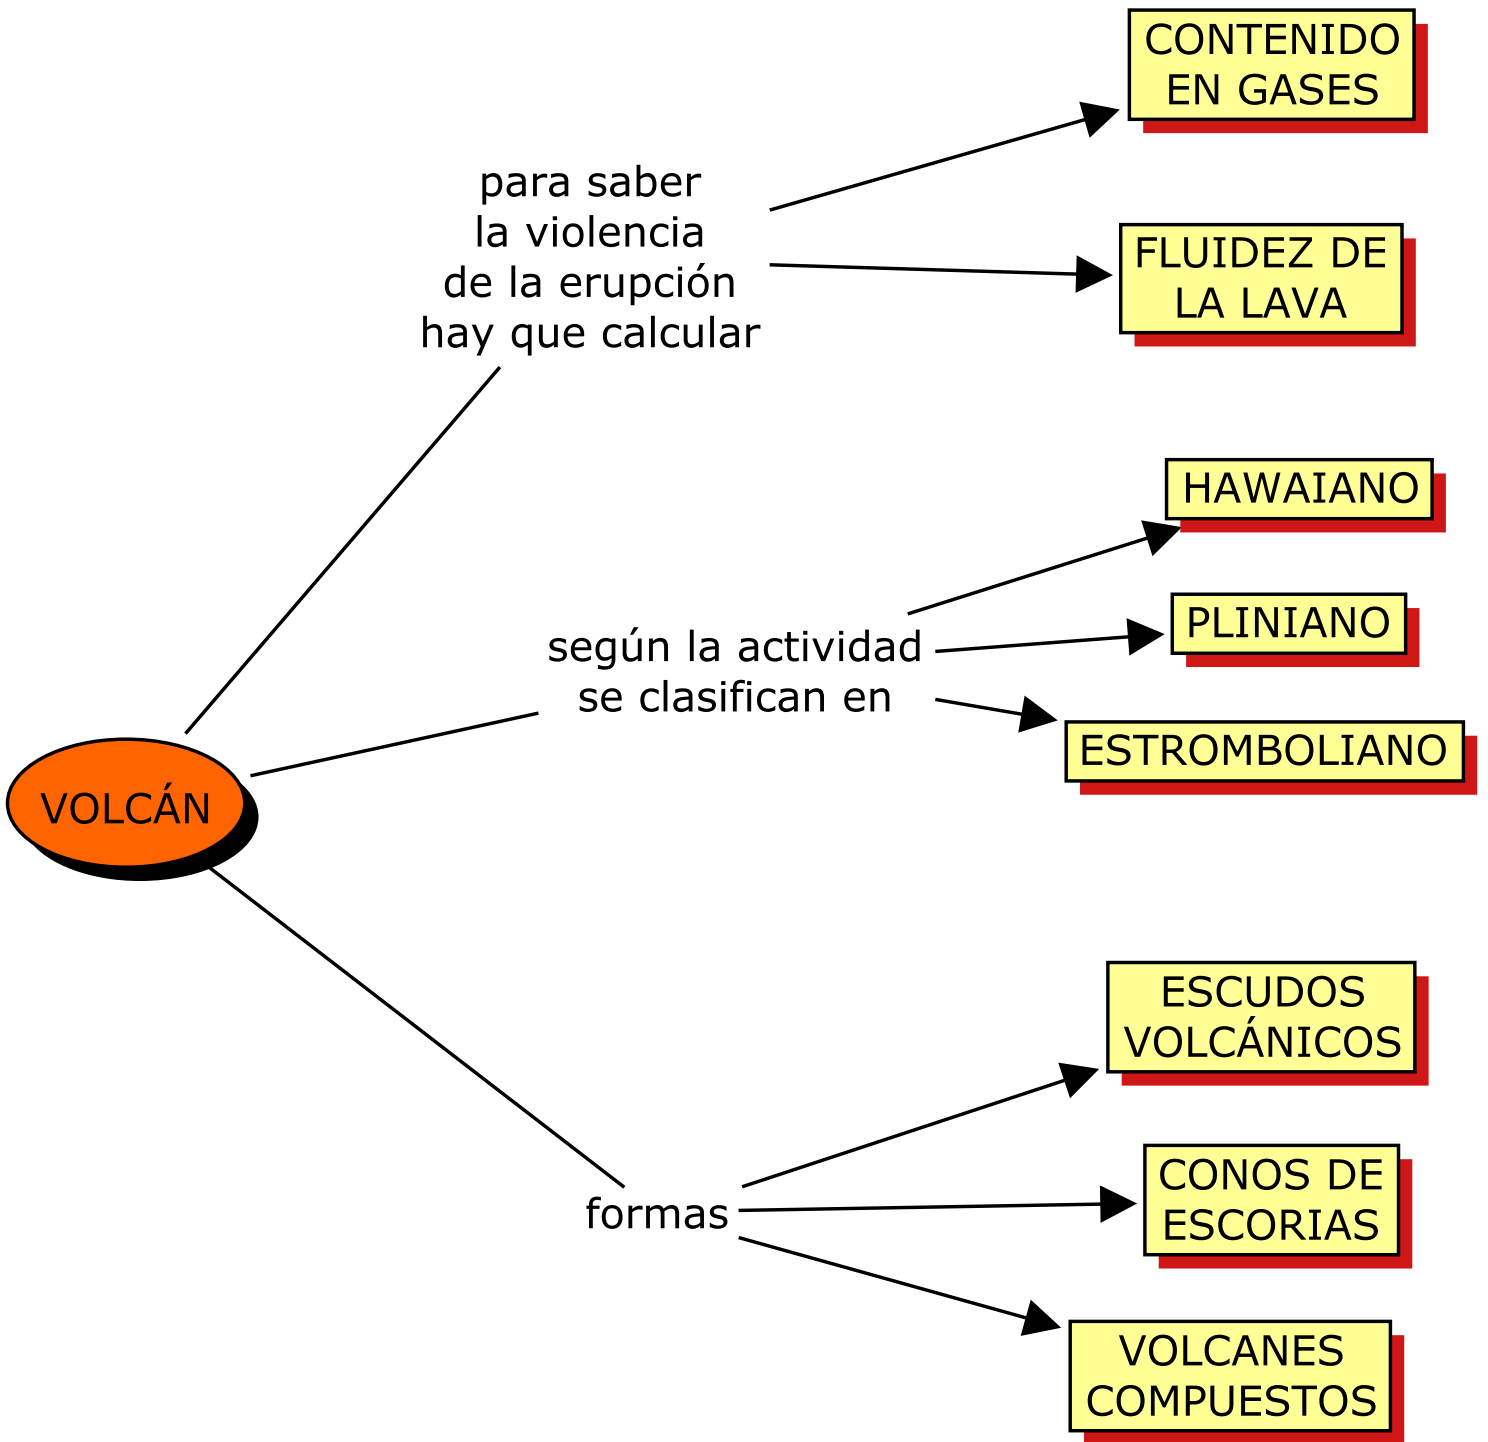 VOLCÁN
para saber
la violencia
de la erupción
hay que calcular
CONTENIDO
EN GASES
FLUIDEZ DE
LA LAVA
según la actividad
se clasifican en
HAWAIANO
PLINIANO
ESTROMBOLIANO
formas
ESCUDOS
VOLCÁNICOS
CONOS DE
ESCORIAS
VOLCANES
COMPUESTOS